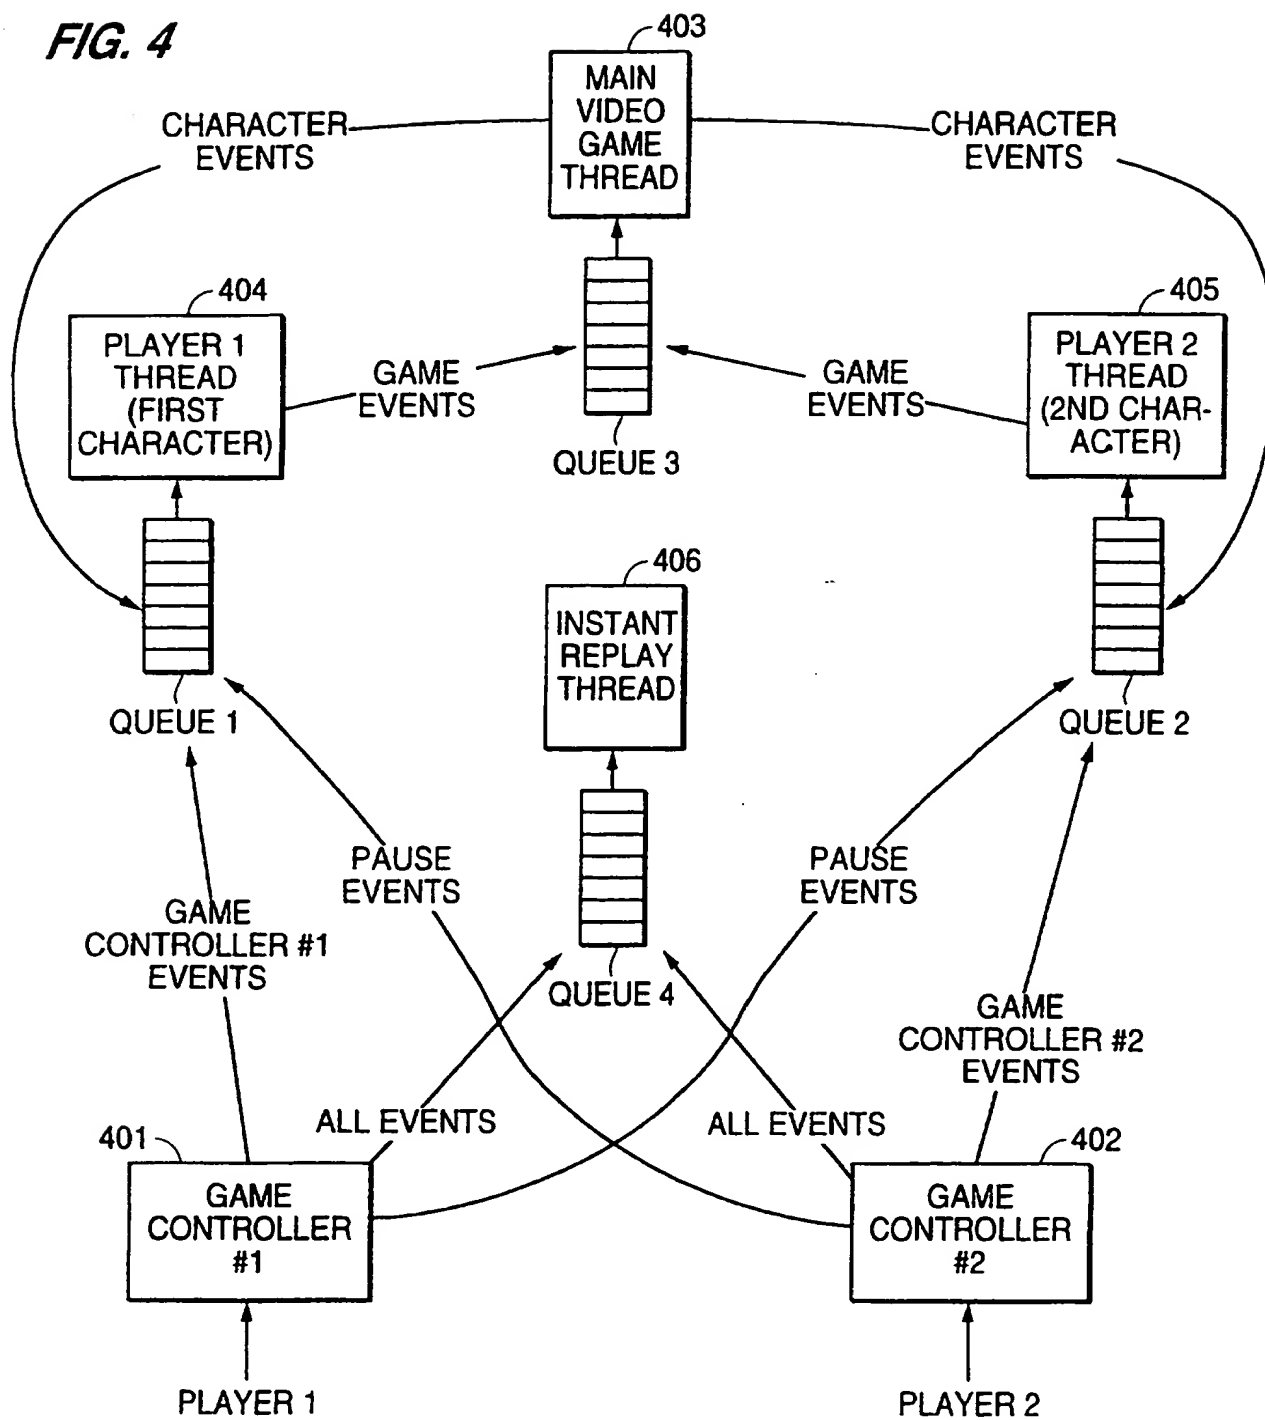 FIG. 4
403
MAIN
VIDEO
GAME
THREAD
CHARACTER
EVENTS
CHARACTER
EVENTS
404
PLAYER 1
THREAD
(FIRST
CHARACTER)
GAME
EVENTS
QUEUE 3
GAME
EVENTS
405
PLAYER 2
THREAD
(2ND CHAR-
ACTER)
406
INSTANT
REPLAY
THREAD
QUEUE 1
QUEUE 2
PAUSE
EVENTS
PAUSE
EVENTS
GAME
CONTROLLER #1
EVENTS
QUEUE 4
GAME
CONTROLLER #2
EVENTS
ALL EVENTS
ALL EVENTS
401
GAME
CONTROLLER
#1
402
GAME
CONTROLLER
#2
PLAYER 1
PLAYER 2